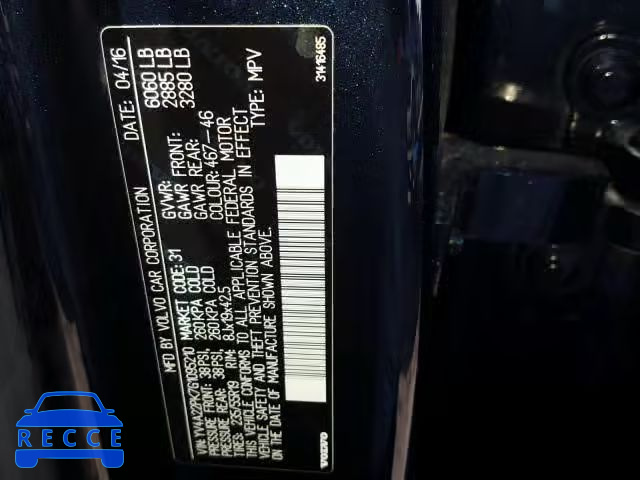 MFD BY VOLVO CAR CORPORATION DATE: 04/16
GVWR: 6060 LB
GAWR FRONT: 2885 LB
GAWR REAR: 3280 LB
MARKET CODE: 31 COLOUR: 467-46
PRESSURE FRONT: 38PSI, 260KPA COLD
PRESSURE REAR: 38PSI, 260KPA COLD
TIRES: 235/55R19 RIM: 8Jx19x42.5
THIS VEHICLE CONFORMS TO ALL APPLICABLE FEDERAL MOTOR
VEHICLE SAFETY AND THEFT PREVENTION STANDARDS IN EFFECT
ON THE DATE OF MANUFACTURE SHOWN ABOVE. TYPE: MPV
VOLVO 31416485
RECCE